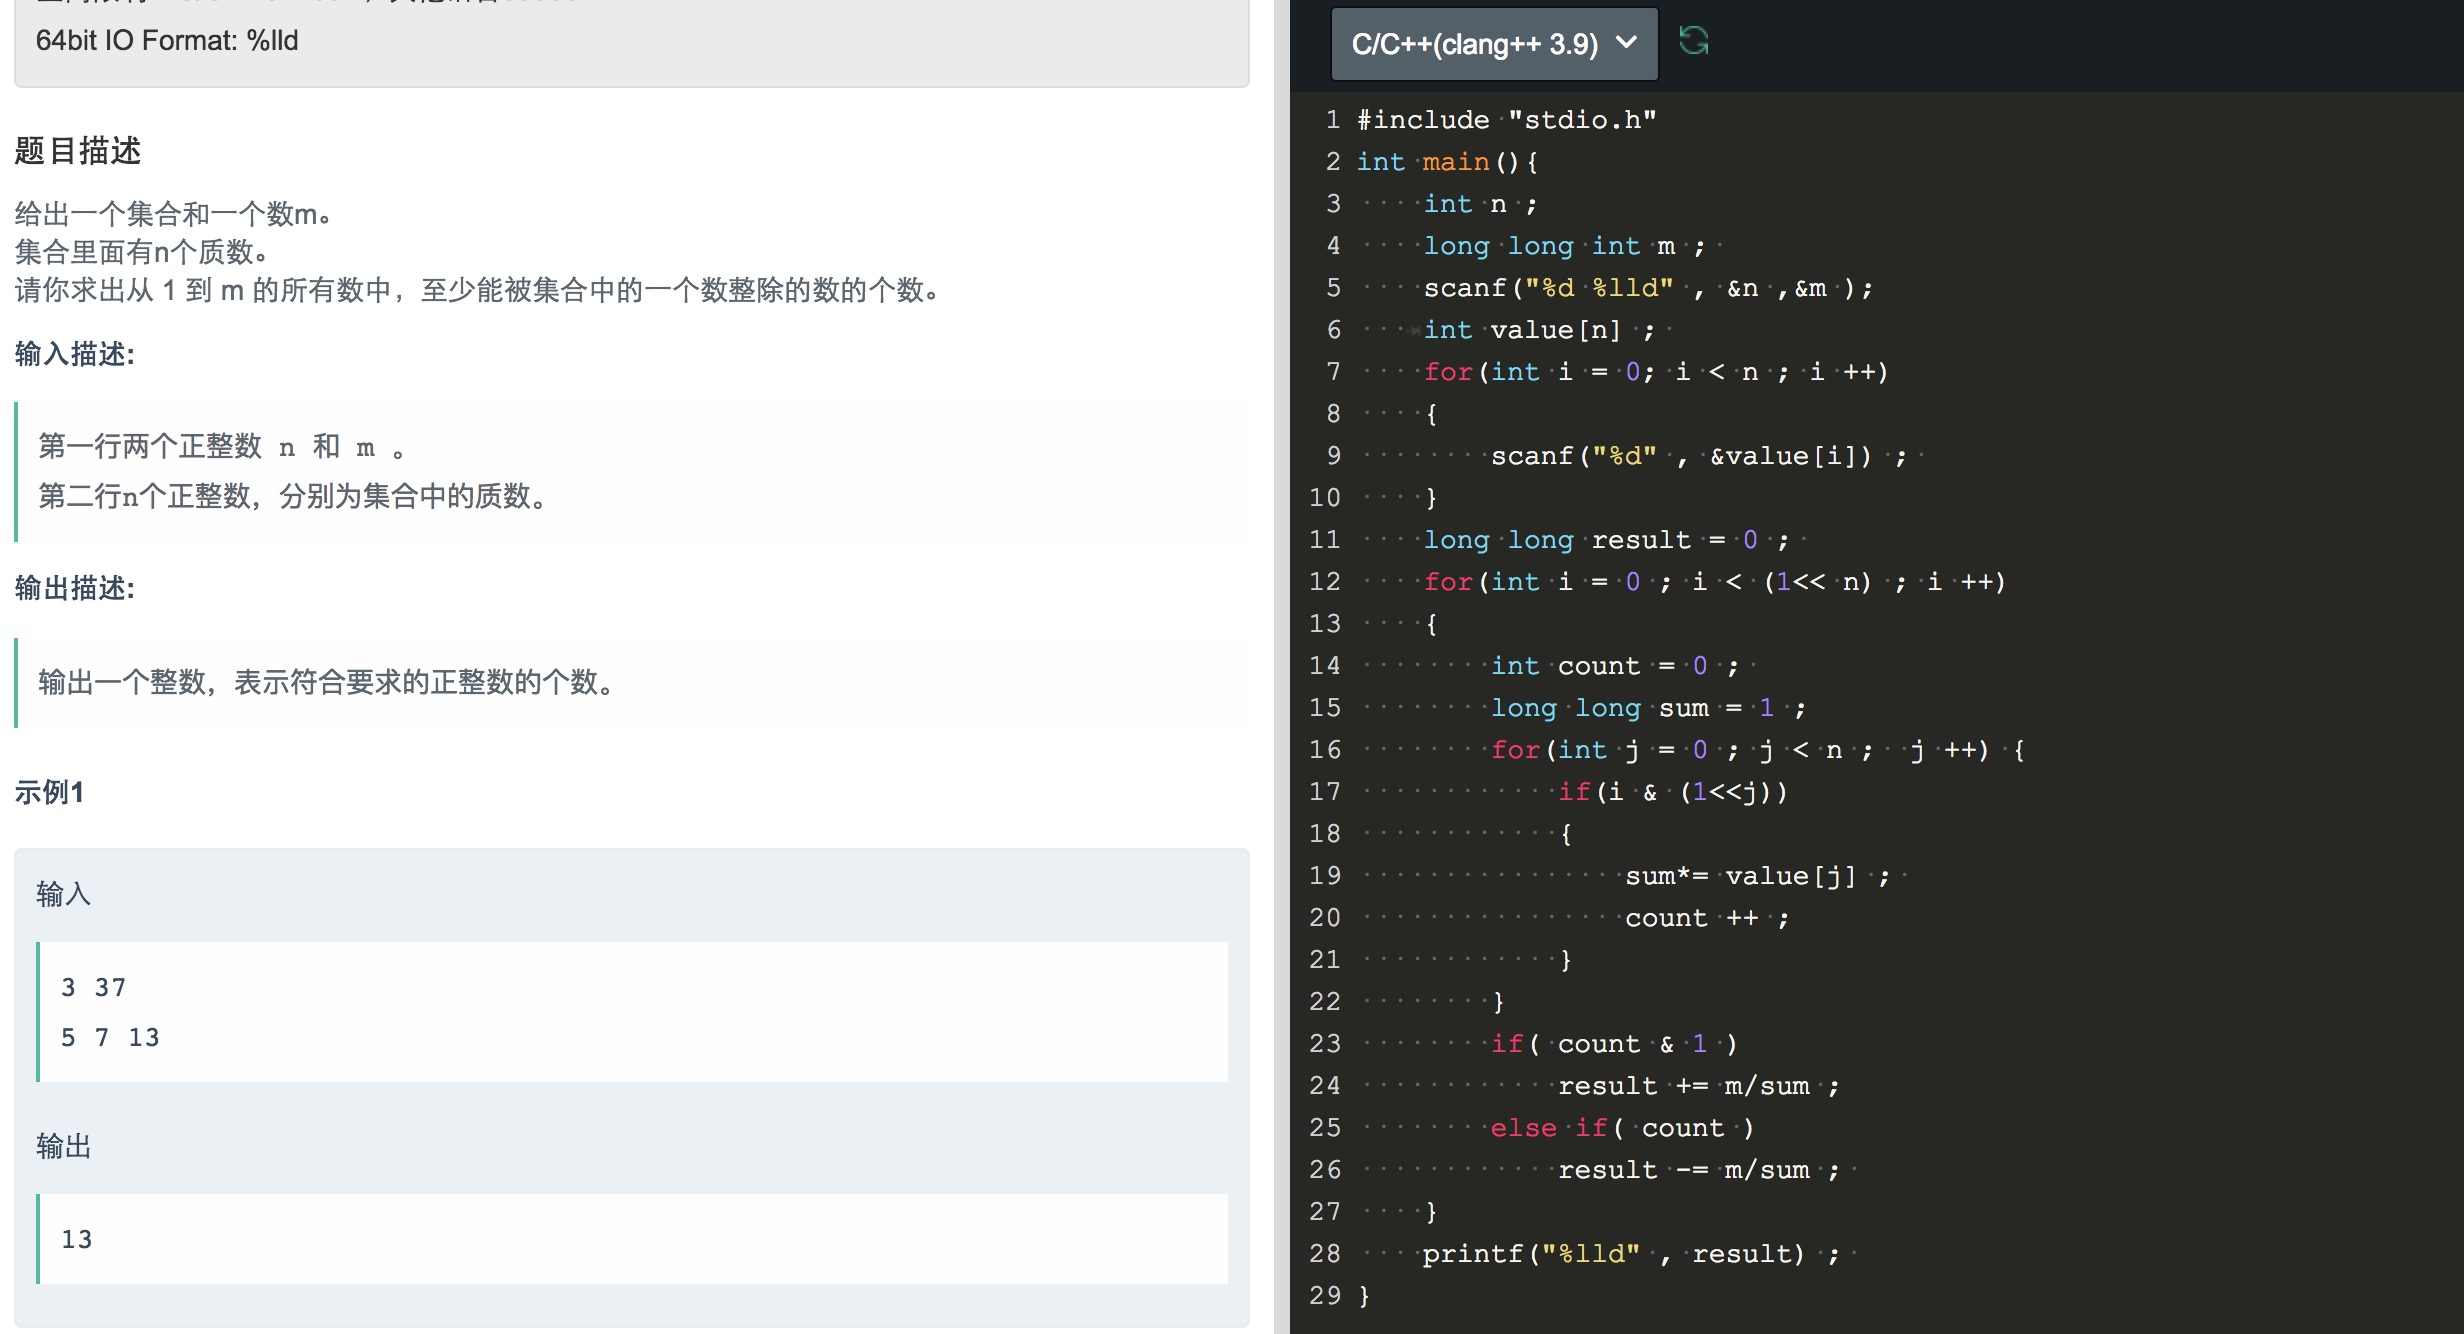 64bit IO Format: %lld
题目描述
给出一个集合和一个数m。
集合里面有n个质数。
请你求出从 1 到 m 的所有数中，至少能被集合中的一个数整除的数的个数。
输入描述:
第一行两个正整数 n 和 m 。
第二行n个正整数，分别为集合中的质数。
输出描述:
输出一个整数，表示符合要求的正整数的个数。
示例1
输入
3 37
5 7 13
输出
13
C/C++(clang++ 3.9)
1 #include "stdio.h"
2 int main(){
3     int n ;
4     long long int m ;
5     scanf("%d %lld" , &n ,&m );
6     int value[n] ;
7     for(int i = 0; i < n ; i ++)
8     {
9         scanf("%d" , &value[i]) ;
10     }
11     long long result = 0 ;
12     for(int i = 0 ; i < (1<< n) ; i ++)
13     {
14         int count = 0 ;
15         long long sum = 1 ;
16         for(int j = 0 ; j < n ;  j ++) {
17             if(i & (1<<j))
18             {
19                 sum*= value[j] ;
20                 count ++ ;
21             }
22         }
23         if( count & 1 )
24             result += m/sum ;
25         else if( count )
26             result -= m/sum ;
27     }
28     printf("%lld" , result) ;
29 }